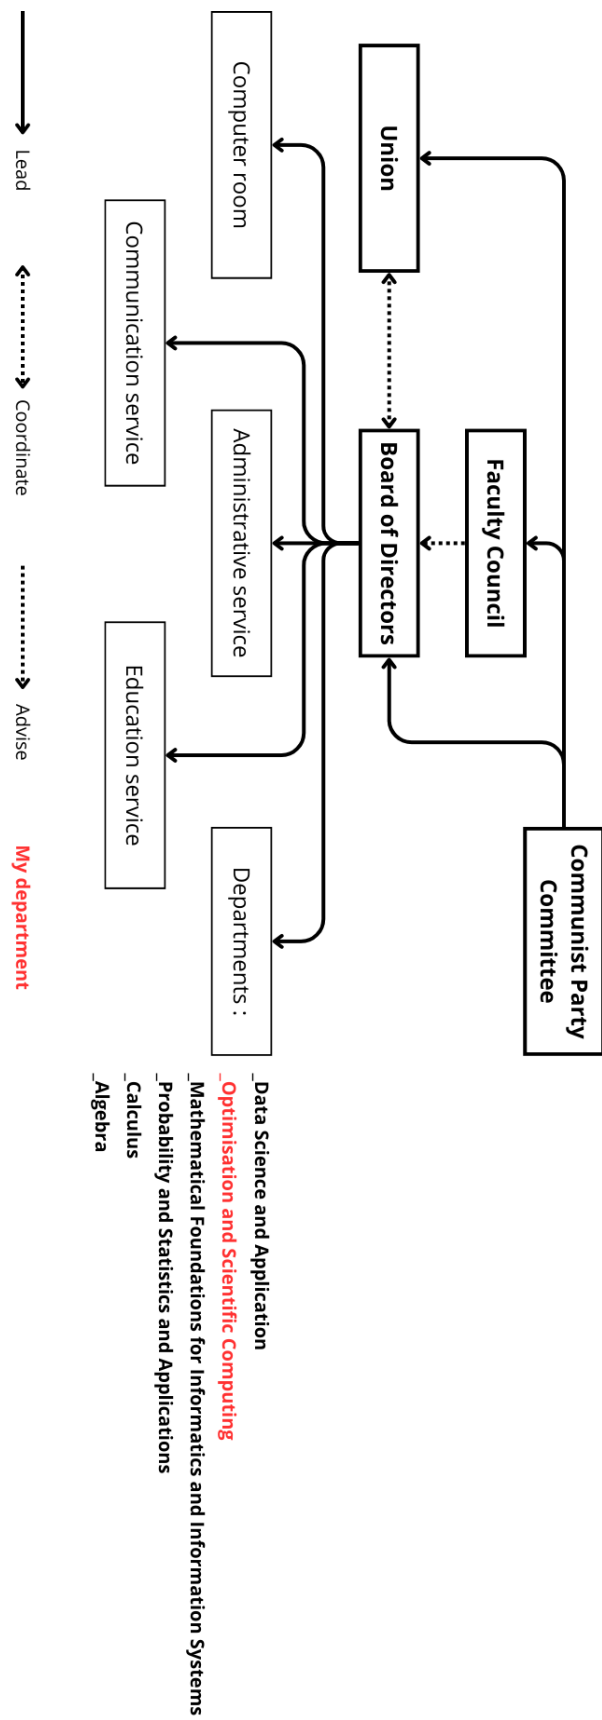 Communist Party
Committee
Faculty Council
Union
Board of Directors
Computer room
Administrative service
Departments :
_Data Science and Application
_Optimisation and Scientific Computing
_Mathematical Foundations for Informatics and Information Systems
_Probability and Statistics and Applications
_Calculus
_Algebra
Communication service
Education service
Lead
Coordinate
Advise
My department